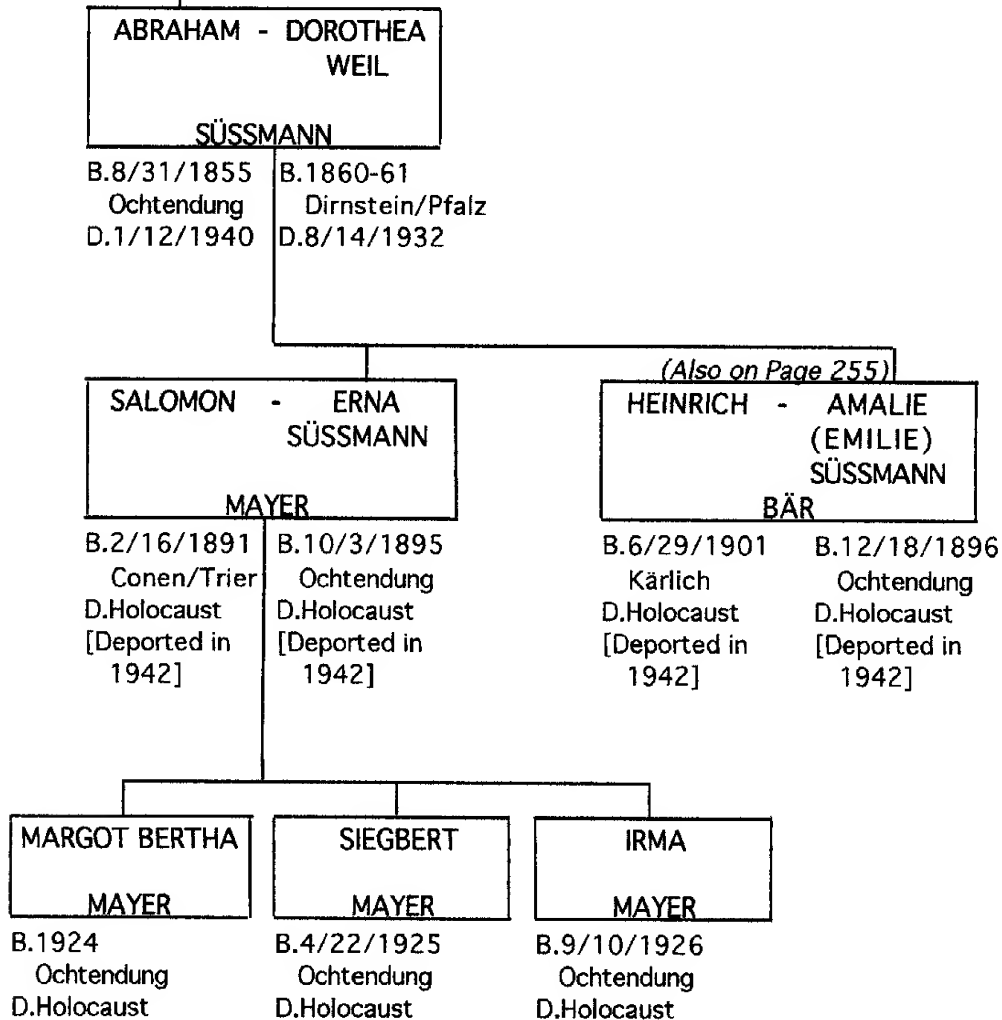 ABRAHAM - DOROTHEA
WEIL
SÜSSMANN
B.8/31/1855 B.1860-61
Ochtendung Dirnstein/Pfalz
D.1/12/1940 D.8/14/1932
(Also on Page 255)
SALOMON - ERNA
SÜSSMANN
MAYER
HEINRICH - AMALIE
(EMILIE)
SÜSSMANN
BÄR
B.2/16/1891 B.10/3/1895
Conen/Trier Ochtendung
D.Holocaust D.Holocaust
[Deported in [Deported in
1942] 1942]
B.6/29/1901 B.12/18/1896
Kärlich Ochtendung
D.Holocaust D.Holocaust
[Deported in [Deported in
1942] 1942]
MARGOT BERTHA
MAYER
B.1924
Ochtendung
D.Holocaust
SIEGBERT
MAYER
B.4/22/1925
Ochtendung
D.Holocaust
IRMA
MAYER
B.9/10/1926
Ochtendung
D.Holocaust